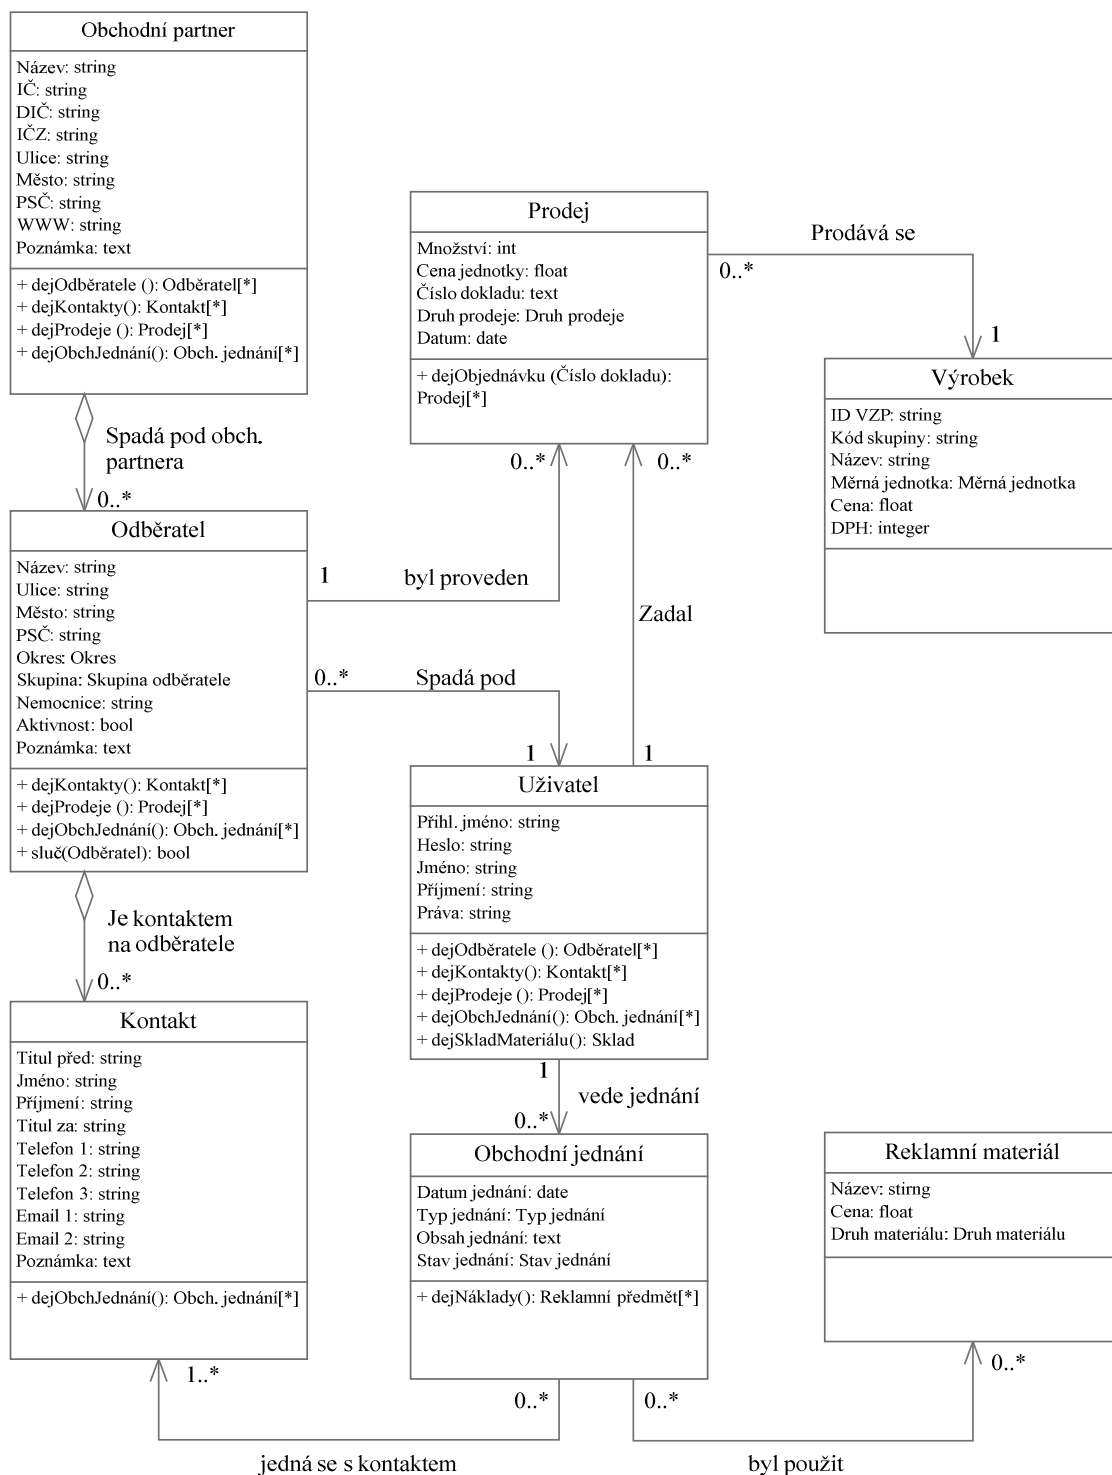 Obchodní partner
Název: string
IČ: string
DIČ: string
IČZ: string
Ulice: string
Město: string
PSČ: string
WWW: string
Poznámka: text
+ dejOdběratele (): Odběratel[*]
+ dejKontakty(): Kontakt[*]
+ dejProdeje (): Prodej[*]
+ dejObchJednání(): Obch. jednání[*]
Spadá pod obch.
partnera
0..*
Odběratel
Název: string
Ulice: string
Město: string
PSČ: string
Okres: Okres
Skupina: Skupina odběratele
Nemocnice: string
Aktivnost: bool
Poznámka: text
+ dejKontakty(): Kontakt[*]
+ dejProdeje (): Prodej[*]
+ dejObchJednání(): Obch. jednání[*]
+ sluč(Odběratel): bool
Je kontaktem
na odběratele
0..*
Kontakt
Titul před: string
Jméno: string
Příjmení: string
Titul za: string
Telefon 1: string
Telefon 2: string
Telefon 3: string
Email 1: string
Email 2: string
Poznámka: text
+ dejObchJednání(): Obch. jednání[*]
1..*
Prodej
Množství: int
Cena jednotky: float
Číslo dokladu: text
Druh prodeje: Druh prodeje
Datum: date
+ dejObjednávku (Číslo dokladu):
Prodej[*]
0..*
0..*
1
byl proveden
Zadal
0..*
Spadá pod
1
1
Uživatel
Přihl. jméno: string
Heslo: string
Jméno: string
Příjmení: string
Práva: string
+ dejOdběratele (): Odběratel[*]
+ dejKontakty(): Kontakt[*]
+ dejProdeje (): Prodej[*]
+ dejObchJednání(): Obch. jednání[*]
+ dejSkladMateriálu(): Sklad
1
vede jednání
0..*
Obchodní jednání
Datum jednání: date
Typ jednání: Typ jednání
Obsah jednání: text
Stav jednání: Stav jednání
+ dejNáklady(): Reklamní předmět[*]
0..*
0..*
jedná se s kontaktem
byl použit
Prodává se
0..*
1
Výrobek
ID VZP: string
Kód skupiny: string
Název: string
Měrná jednotka: Měrná jednotka
Cena: float
DPH: integer
Reklamní materiál
Název: stirng
Cena: float
Druh materiálu: Druh materiálu
0..*